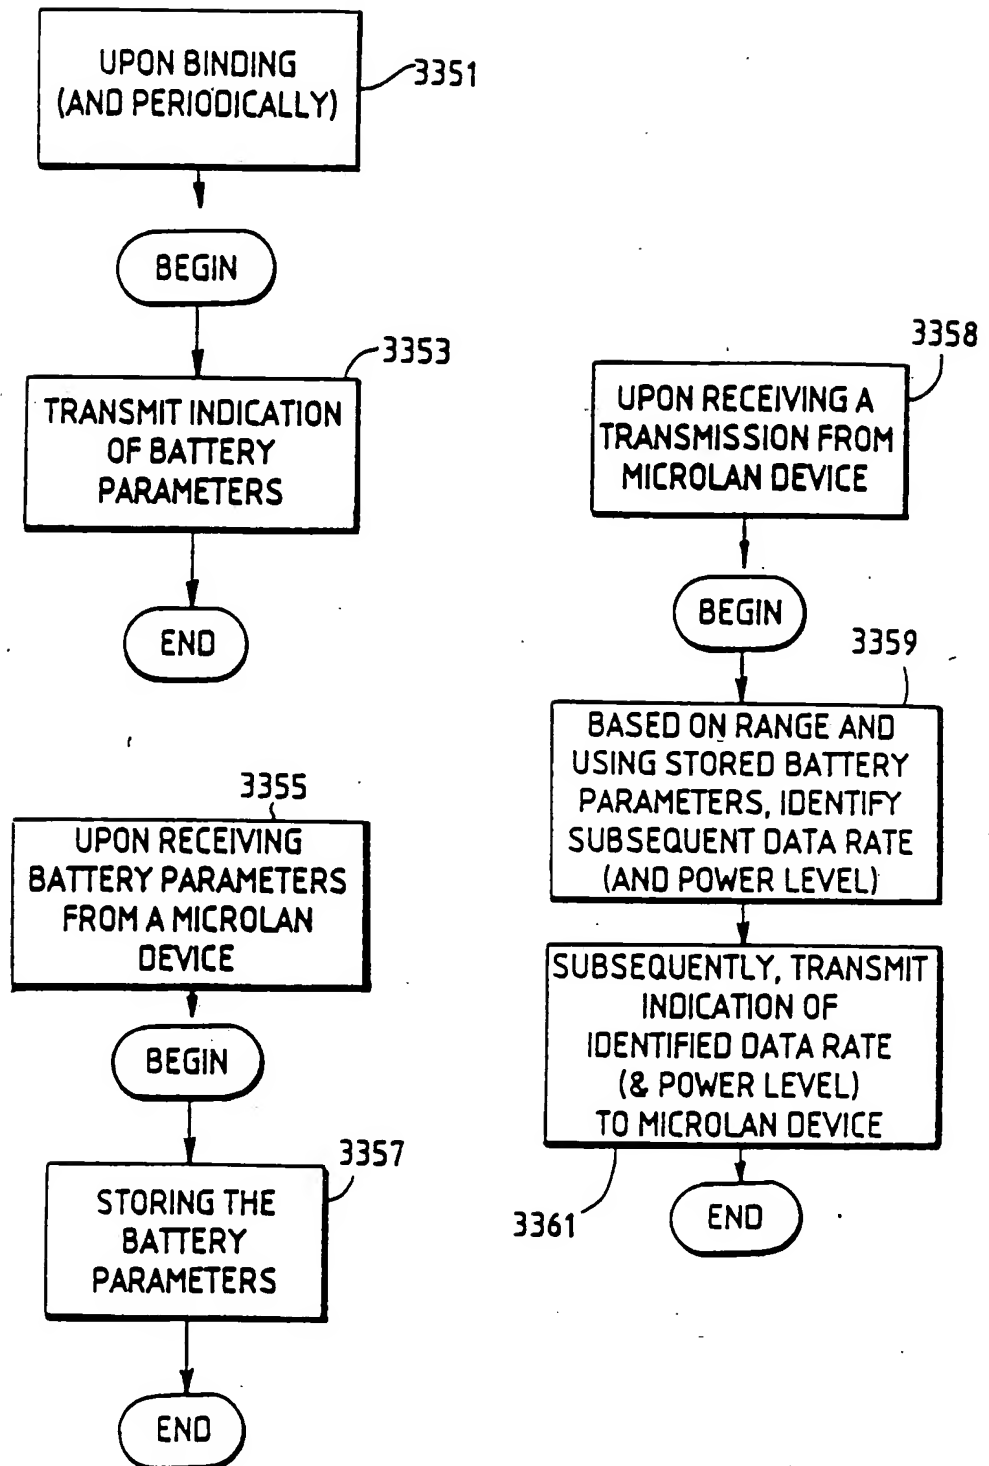 UPON BINDING
(AND PERIODICALLY)
3351
BEGIN
3353
TRANSMIT INDICATION
OF BATTERY
PARAMETERS
END
3355
UPON RECEIVING
BATTERY PARAMETERS
FROM A MICROLAN
DEVICE
BEGIN
3357
STORING THE
BATTERY
PARAMETERS
END
3358
UPON RECEIVING A
TRANSMISSION FROM
MICROLAN DEVICE
BEGIN
3359
BASED ON RANGE AND
USING STORED BATTERY
PARAMETERS, IDENTIFY
SUBSEQUENT DATA RATE
(AND POWER LEVEL)
SUBSEQUENTLY, TRANSMIT
INDICATION OF
IDENTIFIED DATA RATE
(& POWER LEVEL)
TO MICROLAN DEVICE
3361
END